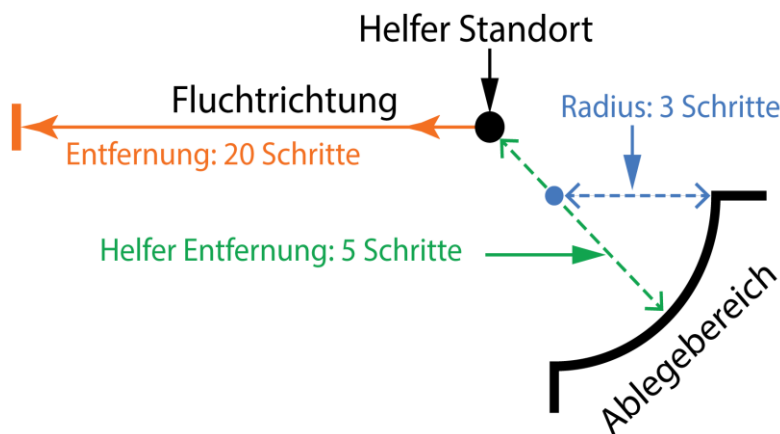 Helfer Standort
Fluchtrichtung
Radius: 3 Schritte
Entfernung: 20 Schritte
Helfer Entfernung: 5 Schritte
Ablegebereich